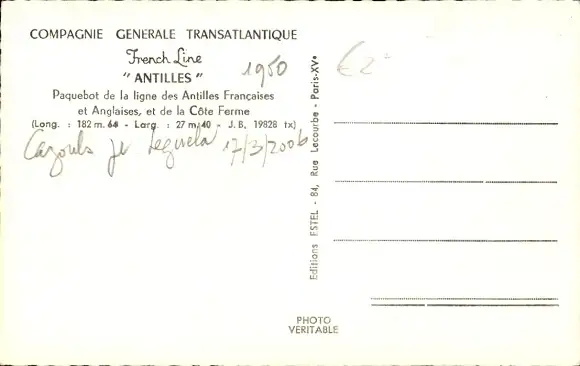 COMPAGNIE GENERALE TRANSATLANTIQUE
French Line
"ANTILLES"
1950
€2
Paquebot de la ligne des Antilles Françaises
et Anglaises, et de la Côte Ferme
(Long. : 182 m. 64 - Larg. : 27 m. 40 - J. B. 19828 tx)
17/3/2006
Editions ESTEL - 84, Rue Lecourbe - Paris-XVe
PHOTO
VERITABLE